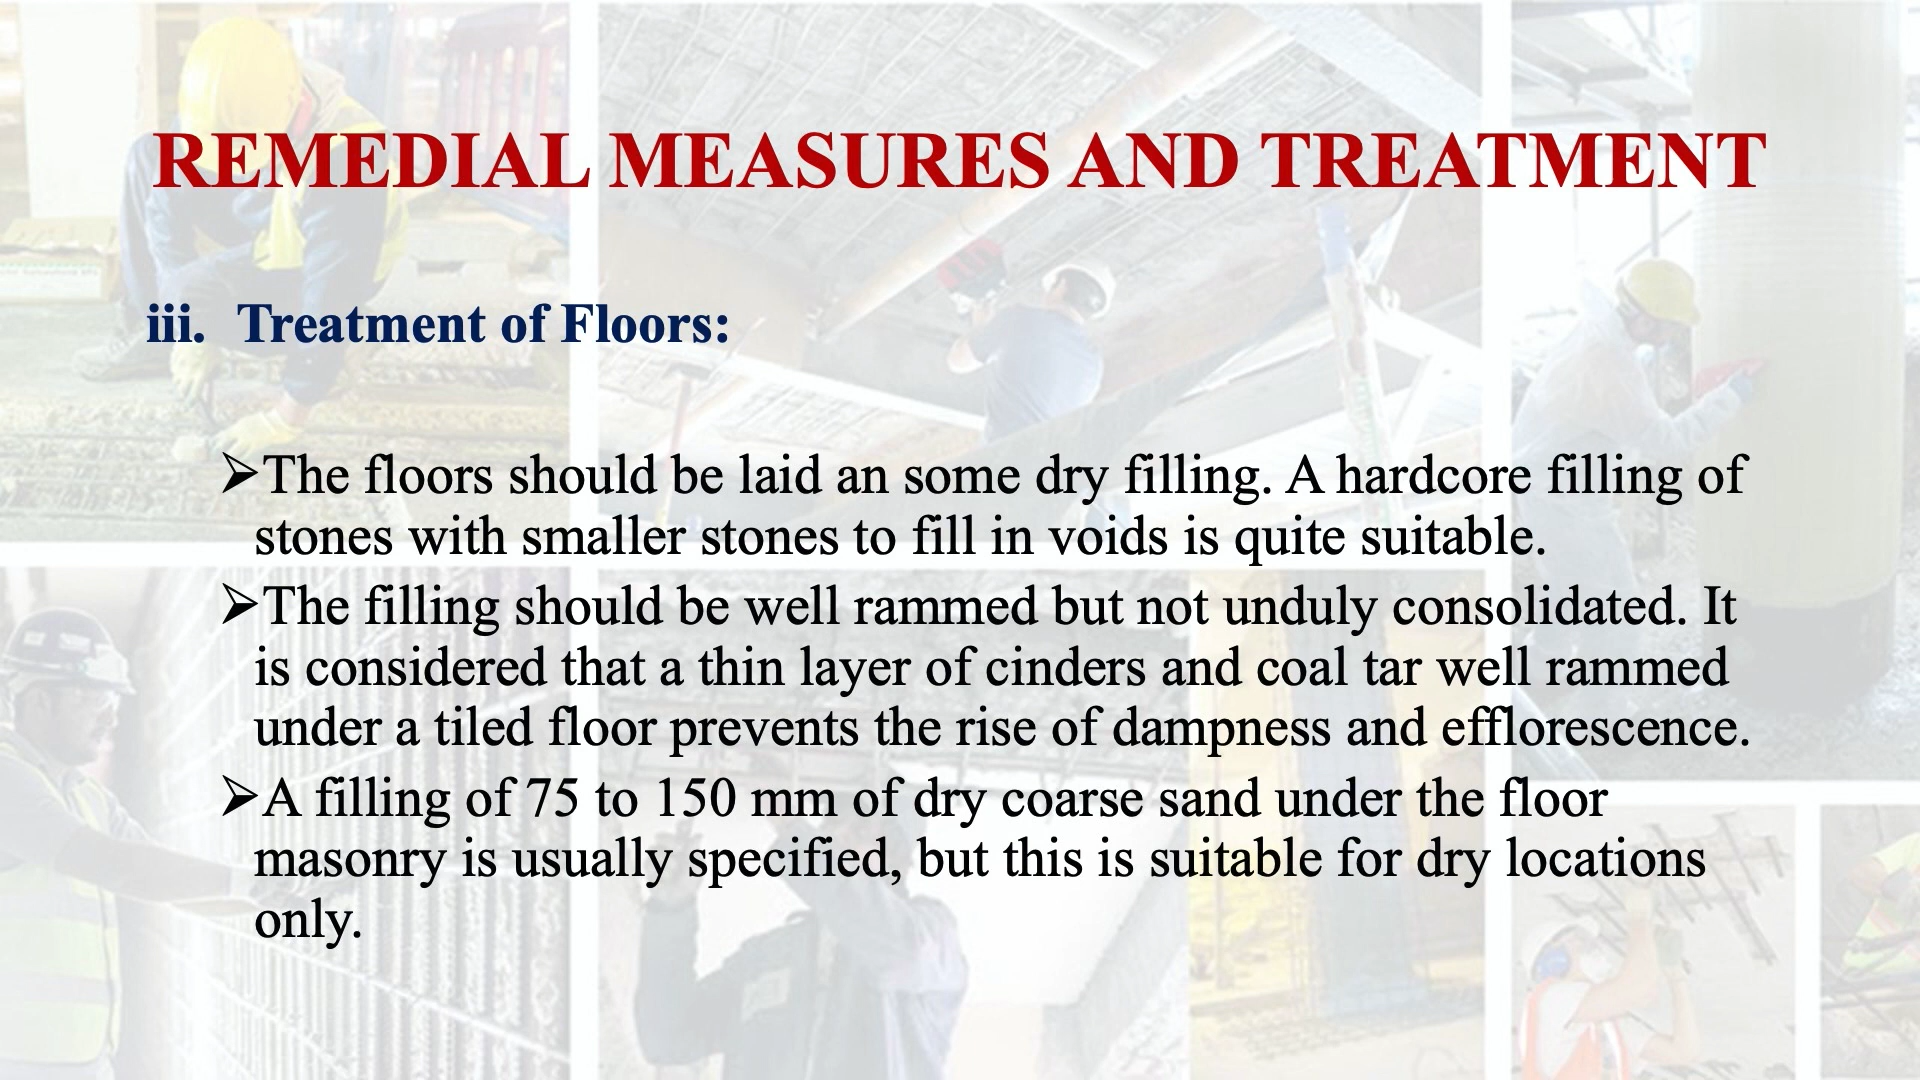 REMEDIAL MEASURES AND TREATMENT
iii. Treatment of Floors:
➢The floors should be laid an some dry filling. A hardcore filling of
stones with smaller stones to fill in voids is quite suitable.
➢The filling should be well rammed but not unduly consolidated. It
is considered that a thin layer of cinders and coal tar well rammed
under a tiled floor prevents the rise of dampness and efflorescence.
➢A filling of 75 to 150 mm of dry coarse sand under the floor
masonry is usually specified, but this is suitable for dry locations
only.